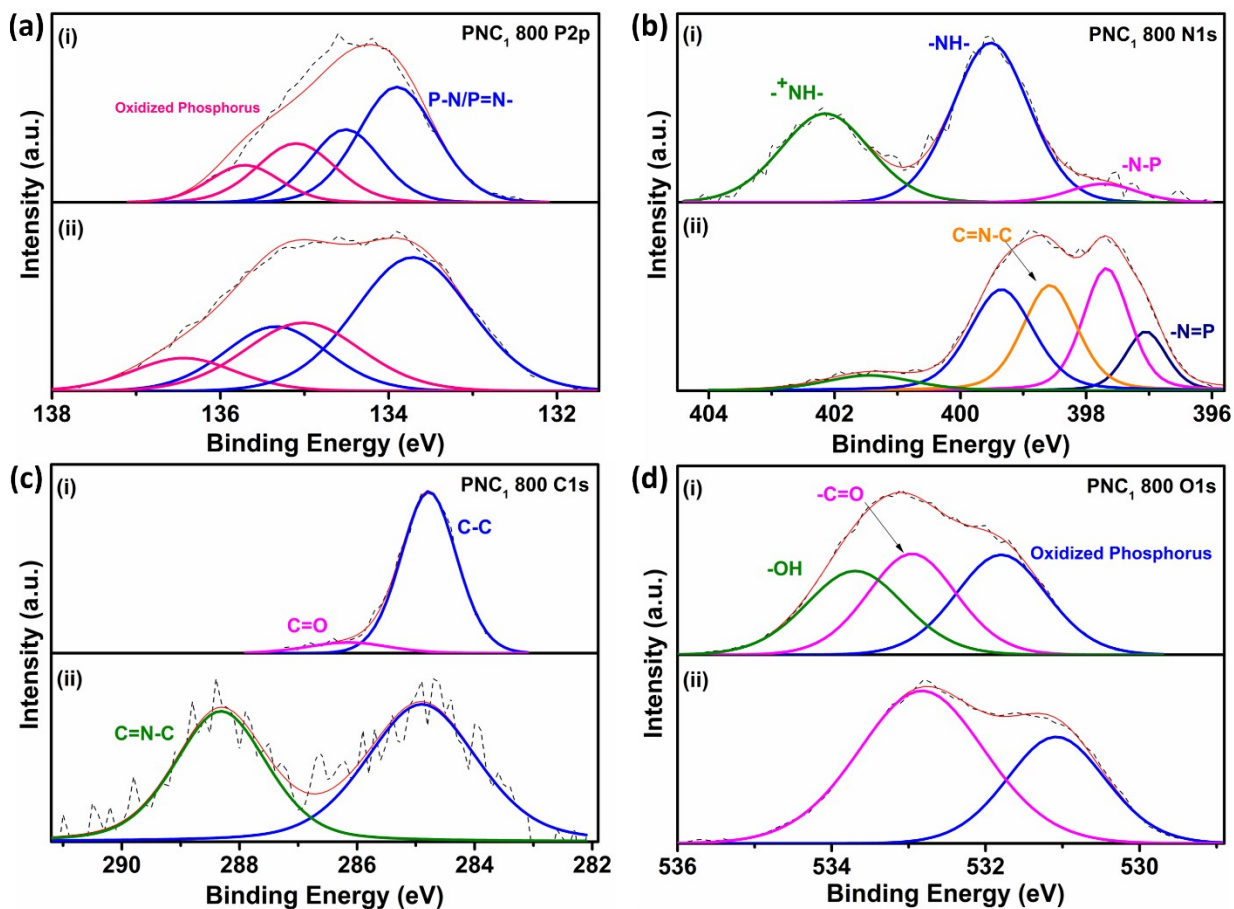 (a)
(i)
PNC₁ 800 P2p
Oxidized Phosphorus
P-N/P=N-
(ii)
Intensity (a.u.)
138 136 134 132
Binding Energy (eV)
(b)
(i)
PNC₁ 800 N1s
-NH-
-⁺NH-
-N-P
(ii)
C=N-C
-N=P
Intensity (a.u.)
404 402 400 398 396
Binding Energy (eV)
(c)
(i)
PNC₁ 800 C1s
C-C
C=O
(ii)
C=N-C
Intensity (a.u.)
290 288 286 284 282
Binding Energy (eV)
(d)
(i)
PNC₁ 800 O1s
-C=O
Oxidized Phosphorus
-OH
(ii)
Intensity (a.u.)
536 534 532 530
Binding Energy (eV)